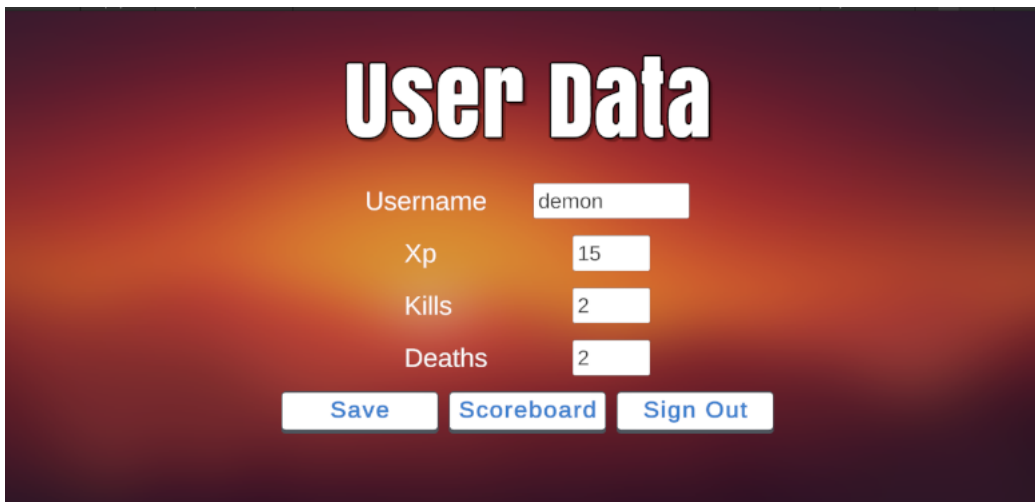 User Data
Username demon
Xp 15
Kills 2
Deaths 2
Save Scoreboard Sign Out